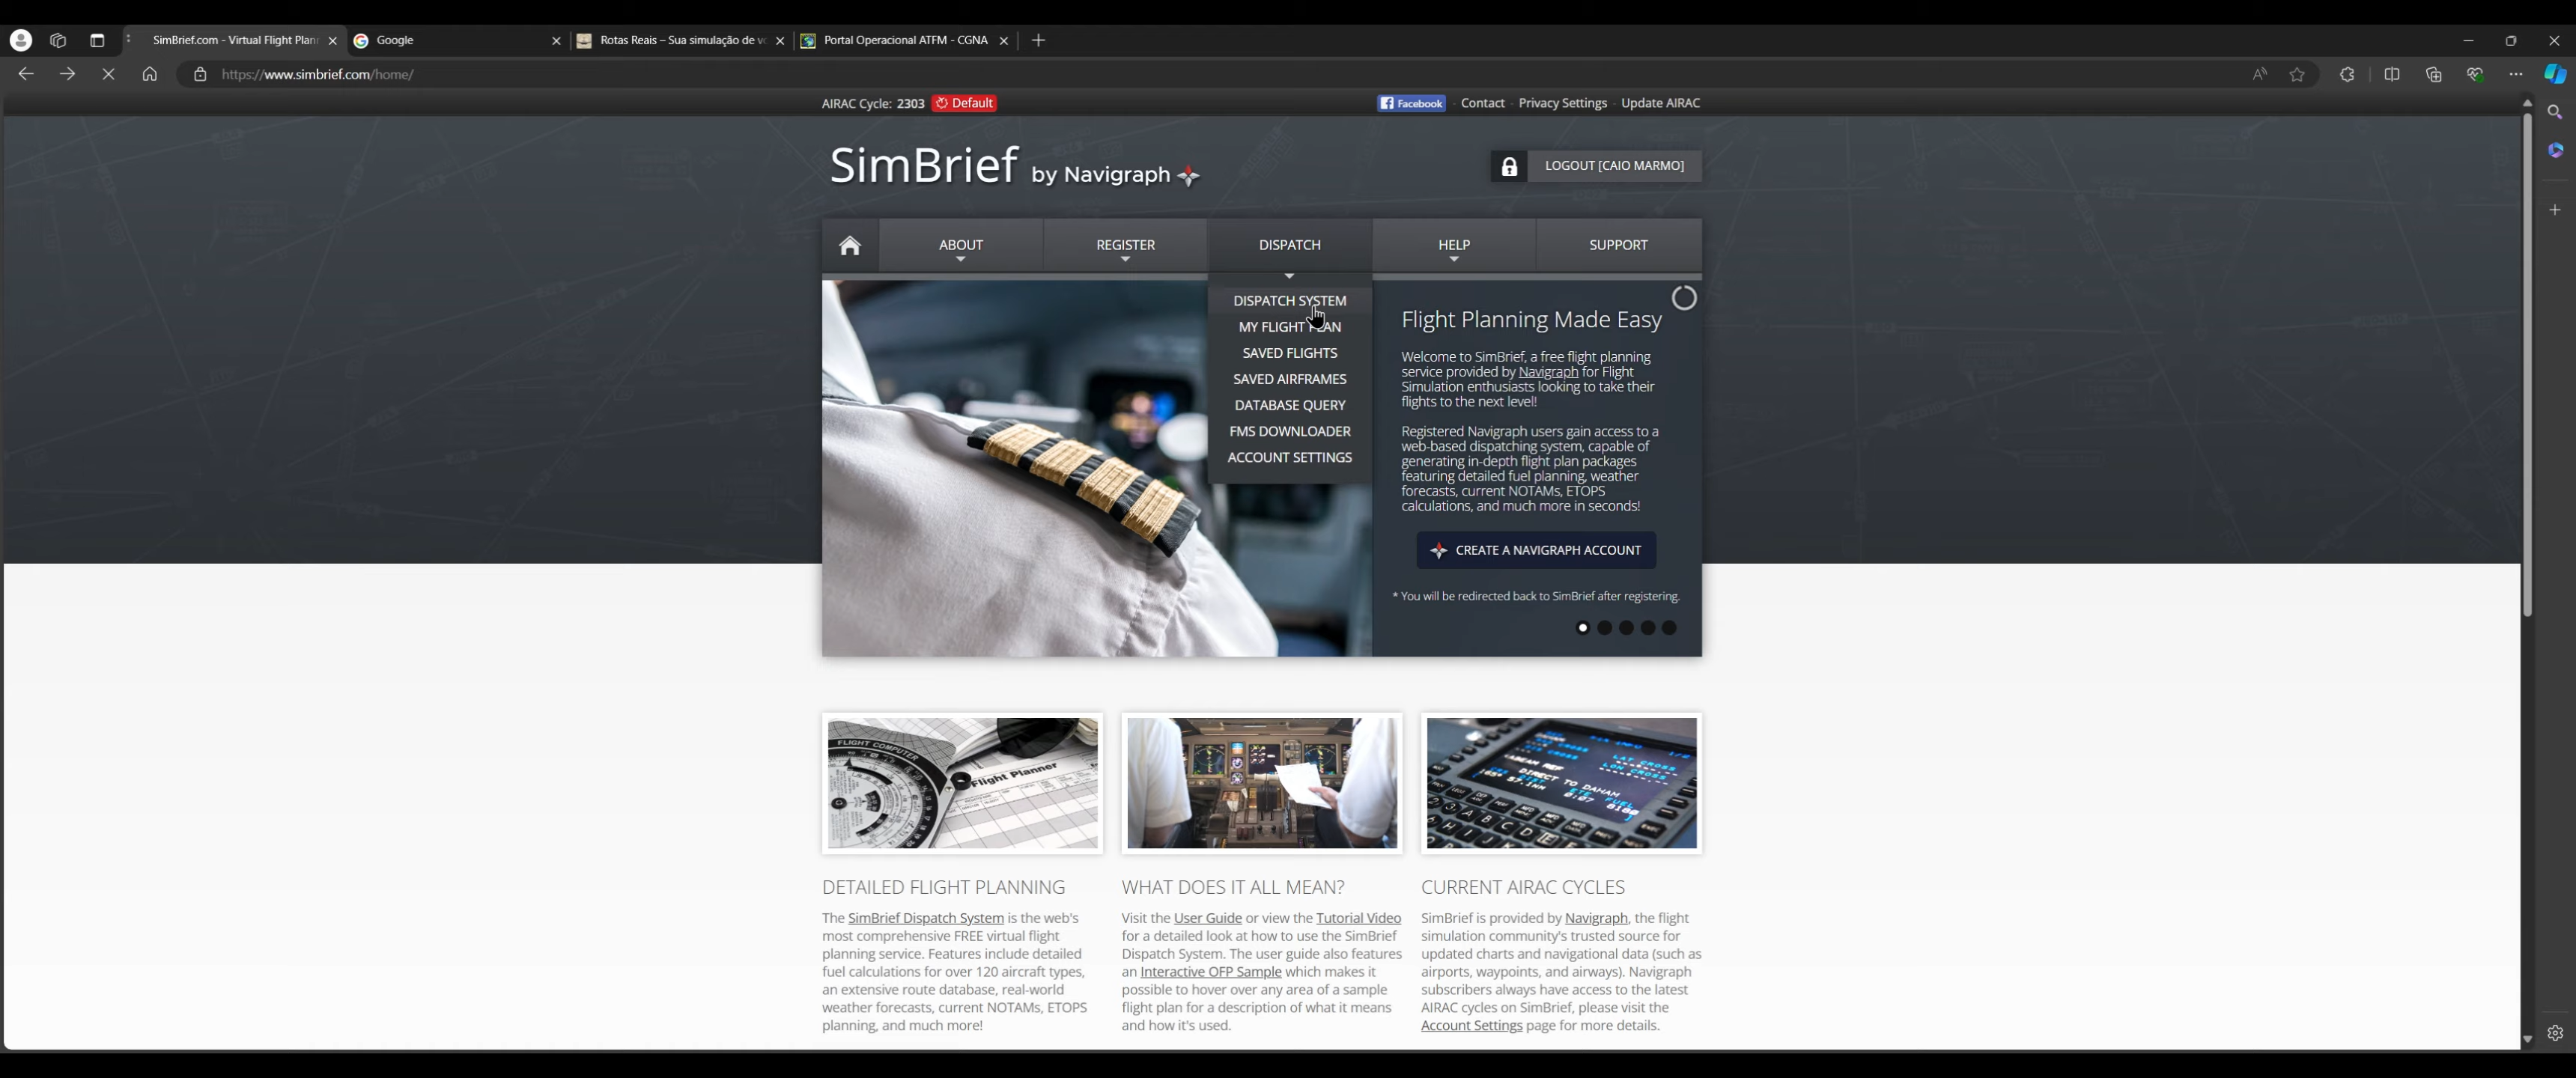 SimBrief.com - Virtual Flight Plann
Google
Rotas Reais – Sua simulação de v
Portal Operacional ATFM - CGNA
https://www.simbrief.com/home/
AIRAC Cycle: 2303 Default
Facebook - Contact - Privacy Settings - Update AIRAC
SimBrief by Navigraph
LOGOUT [CAIO MARMO]
ABOUT
REGISTER
DISPATCH
HELP
SUPPORT
DISPATCH SYSTEM
MY FLIGHT PLAN
SAVED FLIGHTS
SAVED AIRFRAMES
DATABASE QUERY
FMS DOWNLOADER
ACCOUNT SETTINGS
Flight Planning Made Easy
Welcome to SimBrief, a free flight planning
service provided by Navigraph for Flight
Simulation enthusiasts looking to take their
flights to the next level!
Registered Navigraph users gain access to a
web-based dispatching system, capable of
generating in-depth flight plan packages
featuring detailed fuel planning, weather
forecasts, current NOTAMs, ETOPS
calculations, and much more in seconds!
CREATE A NAVIGRAPH ACCOUNT
* You will be redirected back to SimBrief after registering.
FLIGHT COMPUTER
Flight Planner
DIRECT TO DAHAM
DETAILED FLIGHT PLANNING
The SimBrief Dispatch System is the web's
most comprehensive FREE virtual flight
planning service. Features include detailed
fuel calculations for over 120 aircraft types,
an extensive route database, real-world
weather forecasts, current NOTAMs, ETOPS
planning, and much more!
WHAT DOES IT ALL MEAN?
Visit the User Guide or view the Tutorial Video
for a detailed look at how to use the SimBrief
Dispatch System. The user guide also features
an Interactive OFP Sample which makes it
possible to hover over any area of a sample
flight plan for a description of what it means
and how it's used.
CURRENT AIRAC CYCLES
SimBrief is provided by Navigraph, the flight
simulation community's trusted source for
updated charts and navigational data (such as
airports, waypoints, and airways). Navigraph
subscribers always have access to the latest
AIRAC cycles on SimBrief, please visit the
Account Settings page for more details.